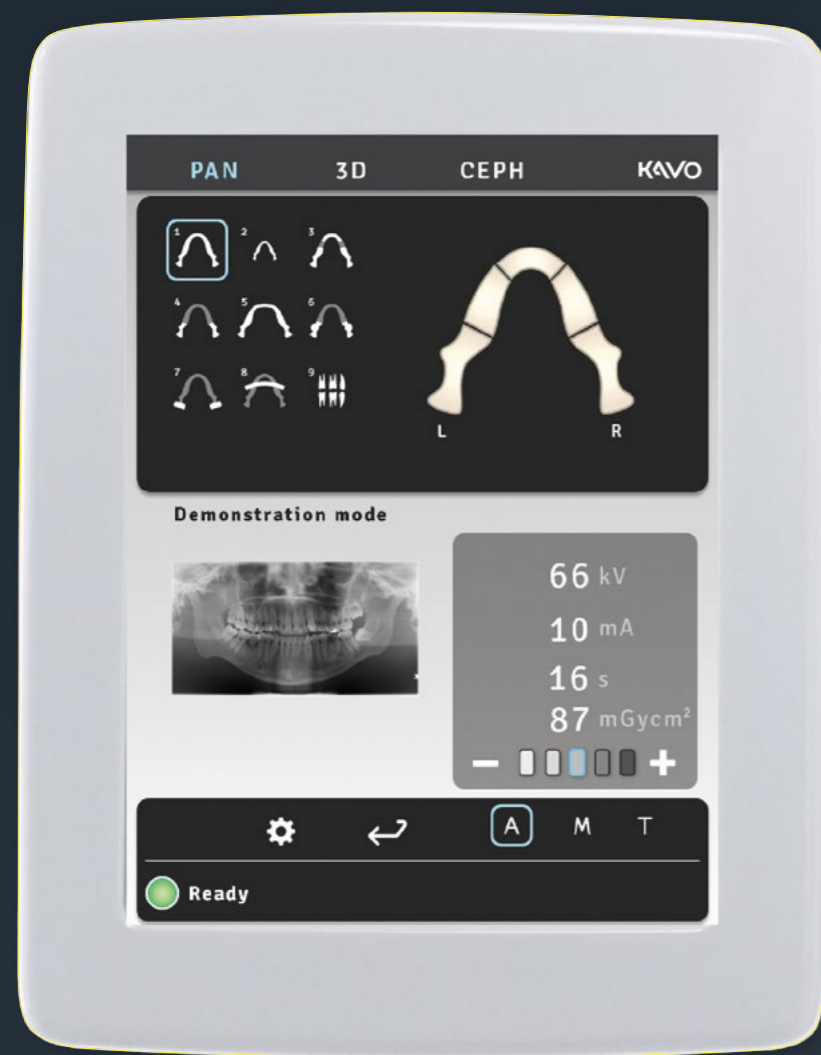 PAN 3D CEPH KAVO
1 2 3
4 5 6
7 8 9
L R
Demonstration mode
66 kV
10 mA
16 s
87 mGycm²
− +
A M T
Ready